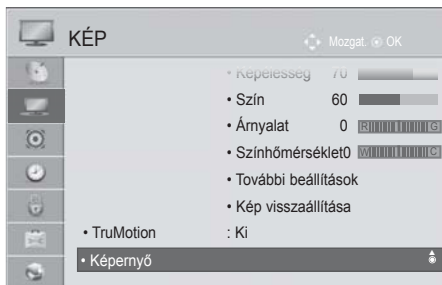 KÉP
Mozgat. OK
• Képélesség 70
• Szín 60
• Árnyalat 0 R G
• Színhőmérséklet0 W C
• További beállítások
• Kép visszaállítása
• TruMotion : Ki
• Képernyő